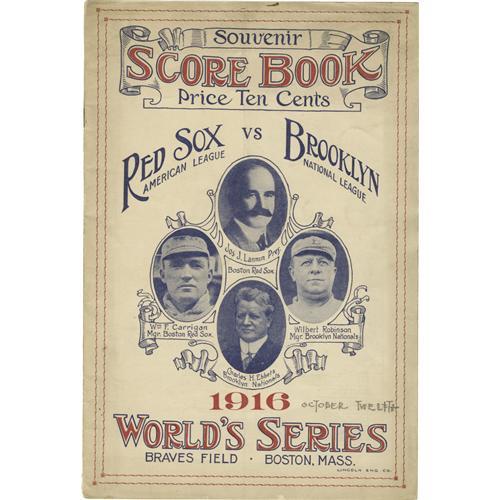 Souvenir
SCORE BOOK
Price Ten Cents
RED SOX VS BROOKLYN
AMERICAN LEAGUE NATIONAL LEAGUE
Jos J. Lannin Pres
Boston Red Sox
Wm F. Carrigan
Mgr. Boston Red Sox.
Wilbert Robinson
Mgr. Brooklyn Nationals
Charles H. Ebbets
Brooklyn Nationals
1916 OCTOBER TWELFTH
WORLD'S SERIES
BRAVES FIELD · BOSTON, MASS.
LINCOLN ENG. CO.